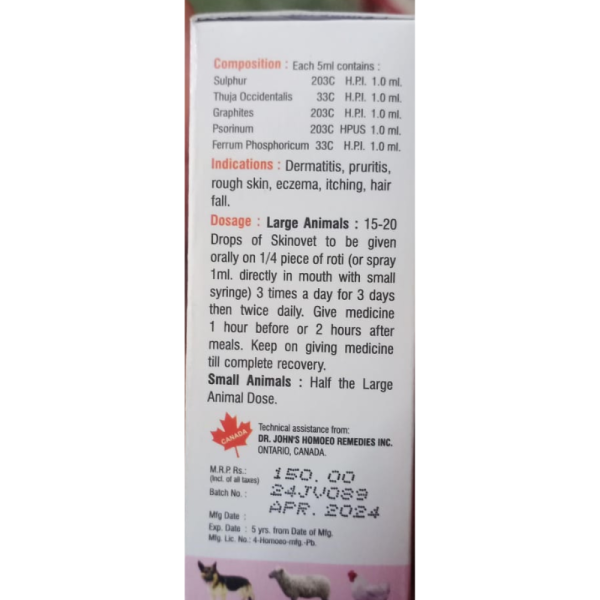 Composition : Each 5ml contains :
Sulphur 203C H.P.I. 1.0 ml.
Thuja Occidentalis 33C H.P.I. 1.0 ml.
Graphites 203C H.P.I. 1.0 ml.
Psorinum 203C HPUS 1.0 ml.
Ferrum Phosphoricum 33C H.P.I. 1.0 ml.
Indications : Dermatitis, pruritis,
rough skin, eczema, itching, hair
fall.
Dosage : Large Animals : 15-20
Drops of Skinovet to be given
orally on 1/4 piece of roti (or spray
1ml. directly in mouth with small
syringe) 3 times a day for 3 days
then twice daily. Give medicine
1 hour before or 2 hours after
meals. Keep on giving medicine
till complete recovery.
Small Animals : Half the Large
Animal Dose.
CANADA
Technical assistance from:
DR. JOHN'S HOMOEO REMEDIES INC.
ONTARIO, CANADA.
M.R.P. Rs.: 150.00
(Incl. of all taxes)
Batch No. : 24JV089
Mfg Date : APR. 2024
Exp. Date : 5 yrs. from Date of Mfg.
Mfg. Lic. No.: 4-Homoeo-mfg.-Pb.